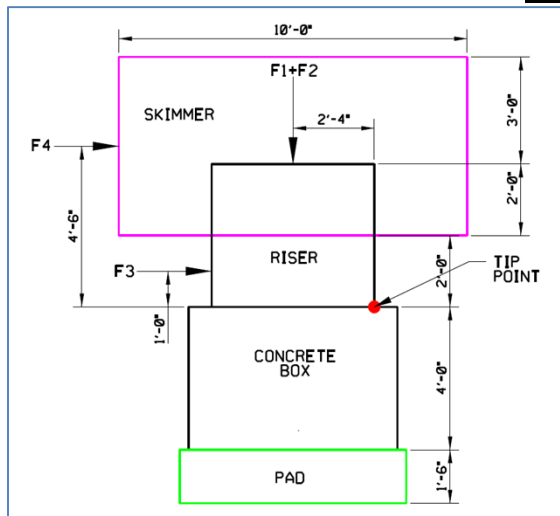 10'-0"
F1+F2
SKIMMER
2'-4"
3'-0"
F4
2'-0"
4'-6"
RISER
TIP
POINT
F3
2'-0"
1'-0"
CONCRETE
BOX
4'-0"
PAD
1'-6"